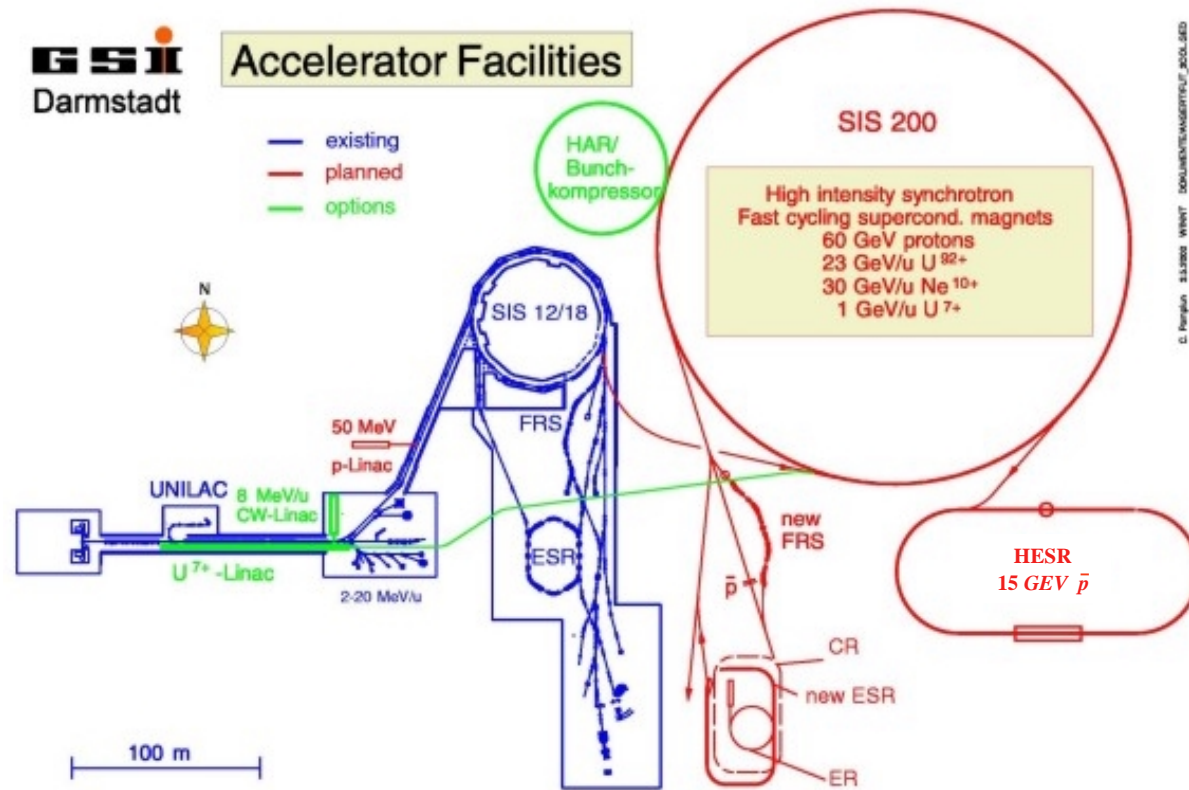 GSI
Darmstadt
Accelerator Facilities
existing
planned
options
HAR/
Bunch-
kompressor
SIS 200
High intensity synchrotron
Fast cycling supercond. magnets
60 GeV protons
23 GeV/u U 92+
30 GeV/u Ne 10+
1 GeV/u U 7+
N
SIS 12/18
FRS
50 MeV
p-Linac
UNILAC
8 MeV/u
CW-Linac
U 7+ -Linac
2-20 MeV/u
ESR
new
FRS
p̄
HESR
15 GEV p̄
CR
new ESR
ER
100 m